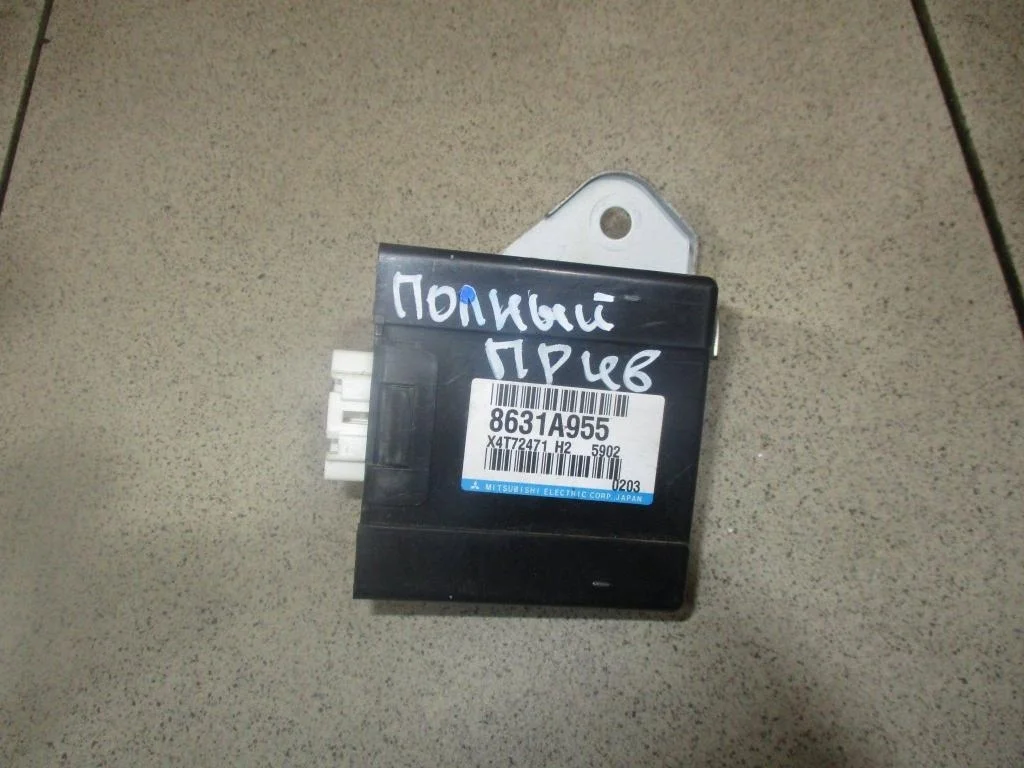 ПОЛНЫЙ
ПРИВ
8631A955
X4T72471 H2 5902
0203
MITSUBISHI ELECTRIC CORP., JAPAN